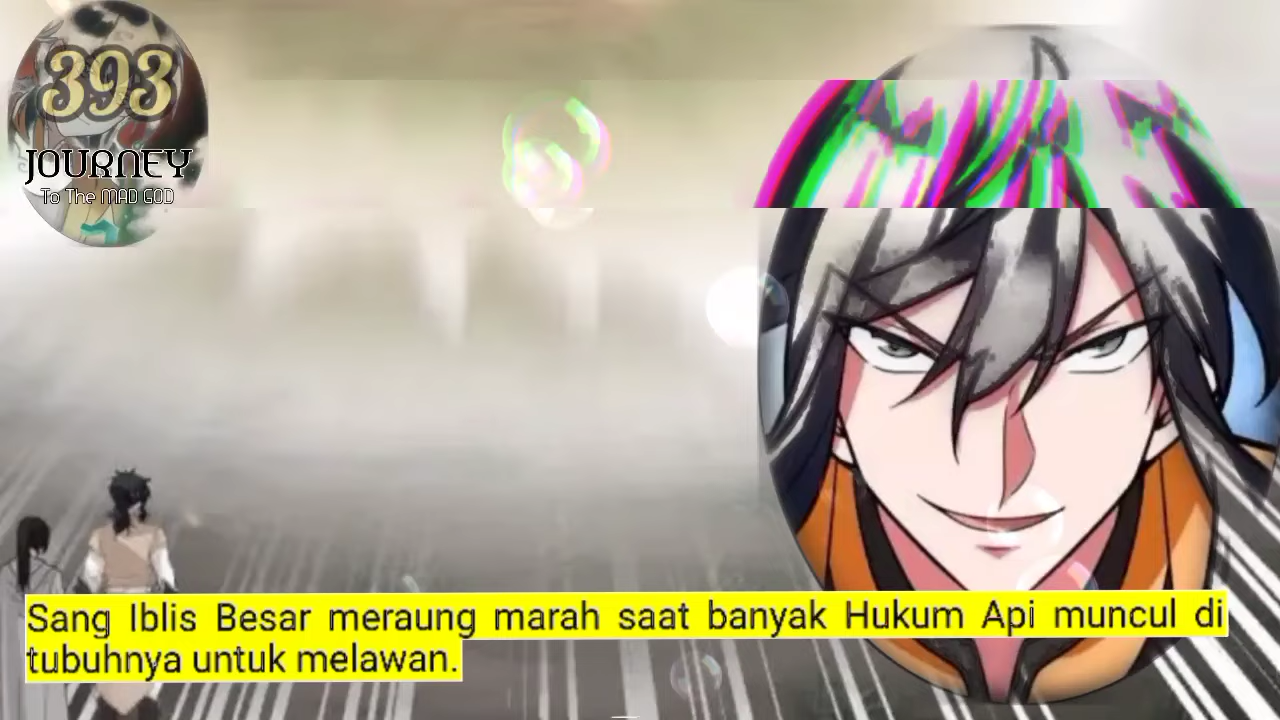 393
JOURNEY
To The MAD GOD
Sang Iblis Besar meraung marah saat banyak Hukum Api muncul di
tubuhnya untuk melawan.